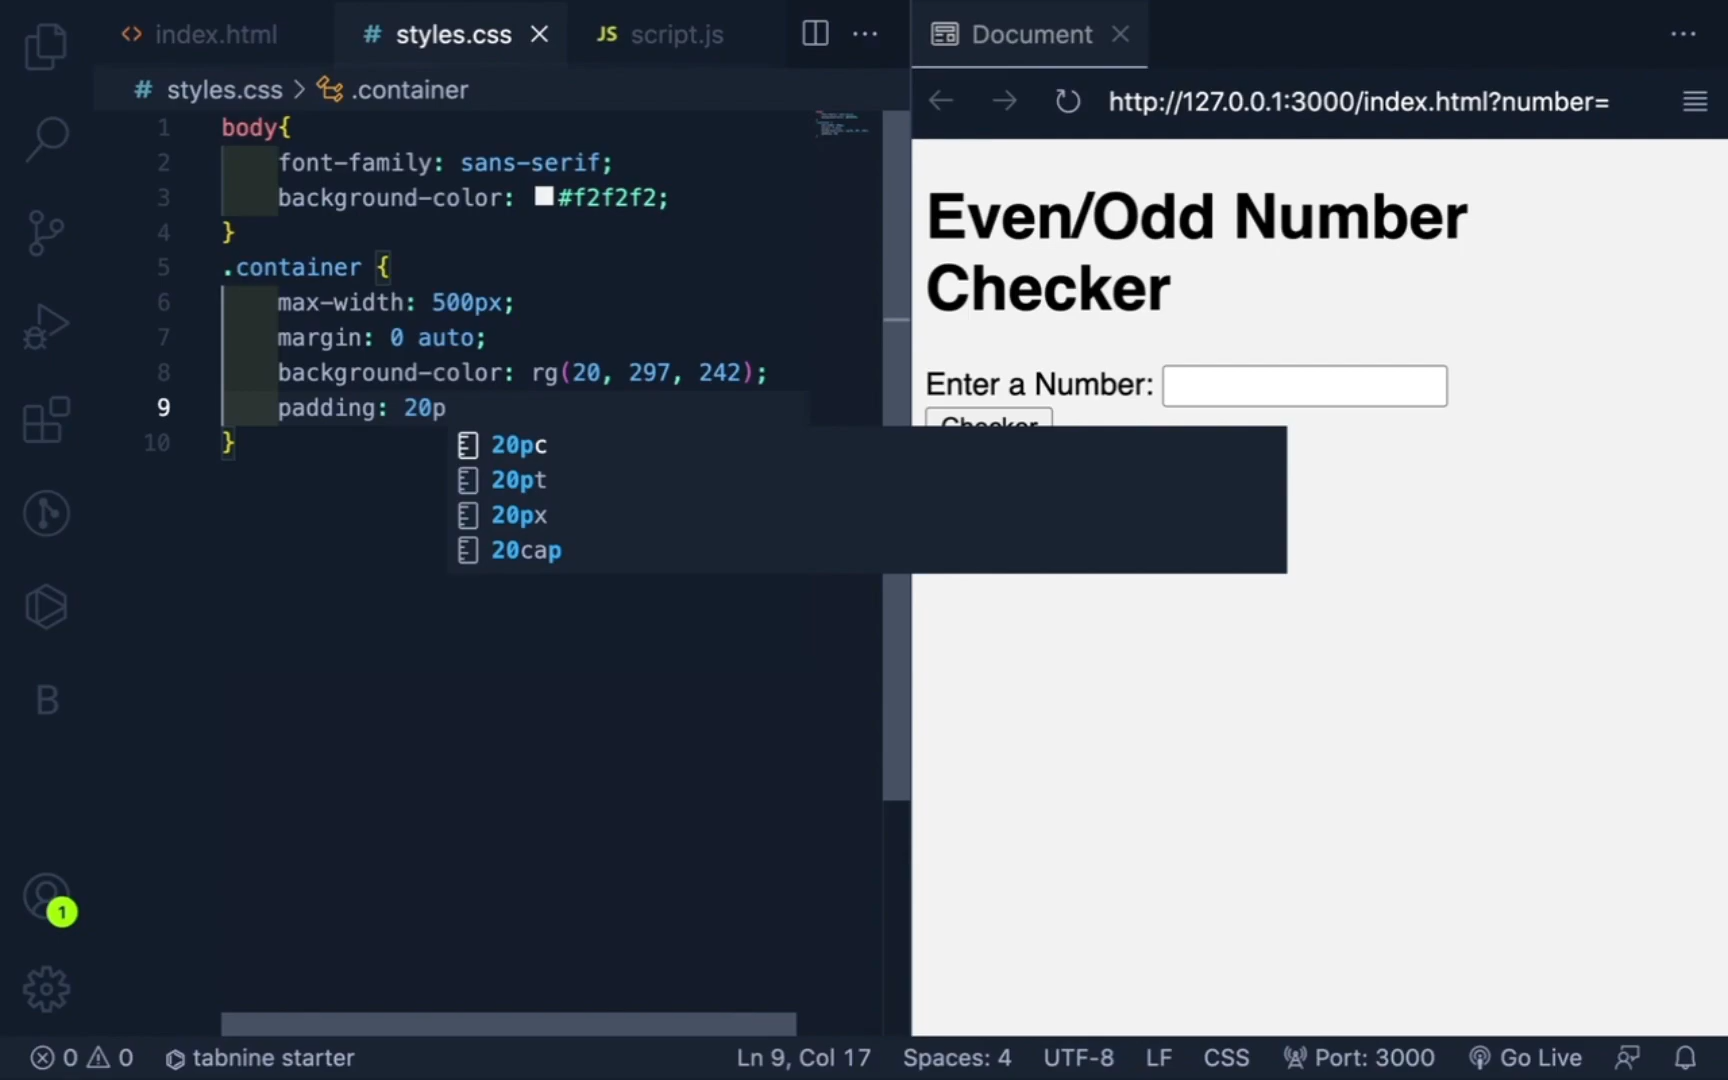 index.html
styles.css
JS script.js
Document
# styles.css > .container
http://127.0.0.1:3000/index.html?number=
1 body{
2 font-family: sans-serif;
3 background-color: #f2f2f2;
4 }
5 .container {
6 max-width: 500px;
7 margin: 0 auto;
8 background-color: rg(20, 297, 242);
9 padding: 20p
10 }
20pc
20pt
20px
20cap
Even/Odd Number
Checker
Enter a Number:
Checker
B
1
0 0 tabnine starter Ln 9, Col 17 Spaces: 4 UTF-8 LF CSS Port: 3000 Go Live